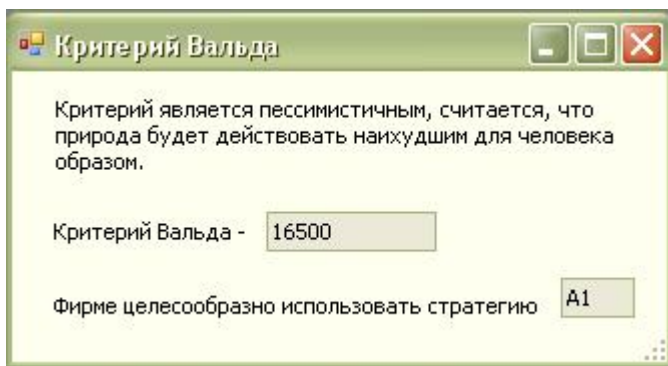 Критерий Вальда
Критерий является пессимистичным, считается, что
природа будет действовать наихудшим для человека
образом.
Критерий Вальда - 16500
Фирме целесообразно использовать стратегию A1